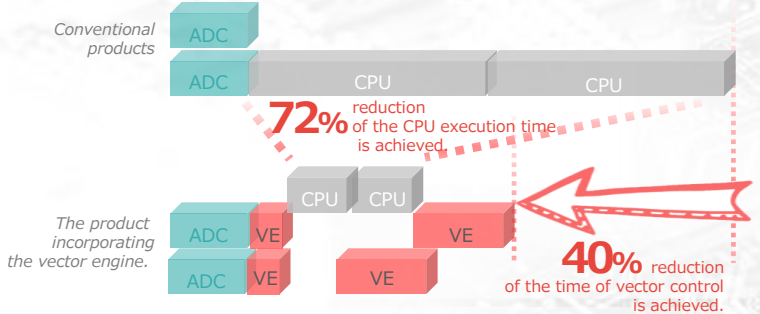 Conventional
products
ADC
ADC
CPU
CPU
72% reduction
of the CPU execution time
is achieved.
CPU
CPU
The product
incorporating
the vector engine.
ADC
VE
VE
ADC
VE
VE
40% reduction
of the time of vector control
is achieved.